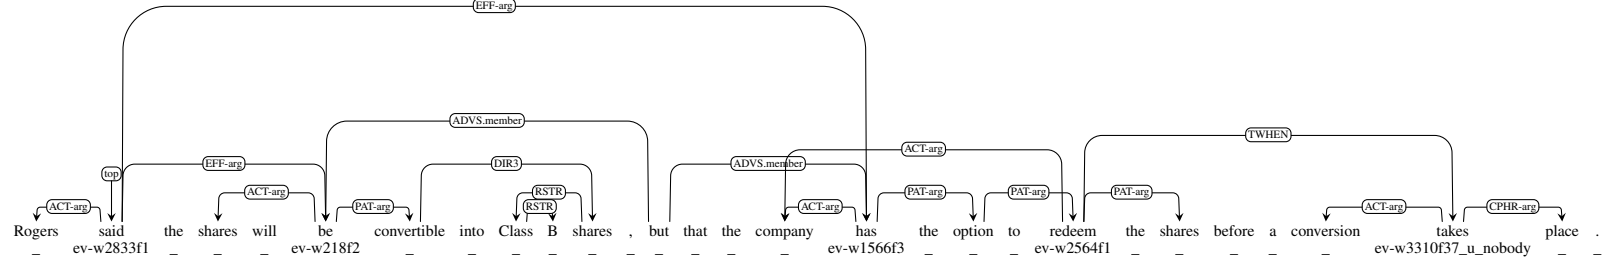 EFF-arg
ADVS.member
TWHEN
ACT-arg
EFF-arg DIR3 ADVS.member
top
ACT-arg RSTR PAT-arg PAT-arg PAT-arg
ACT-arg PAT-arg RSTR ACT-arg ACT-arg CPHR-arg
Rogers said the shares will be convertible into Class B shares , but that the company has the option to redeem the shares before a conversion takes place .
_ ev-w2833f1 _ _ _ ev-w218f2 _ _ _ _ _ _ _ _ _ _ ev-w1566f3 _ _ _ ev-w2564f1 _ _ _ _ _ ev-w3310f37_u_nobody _ _